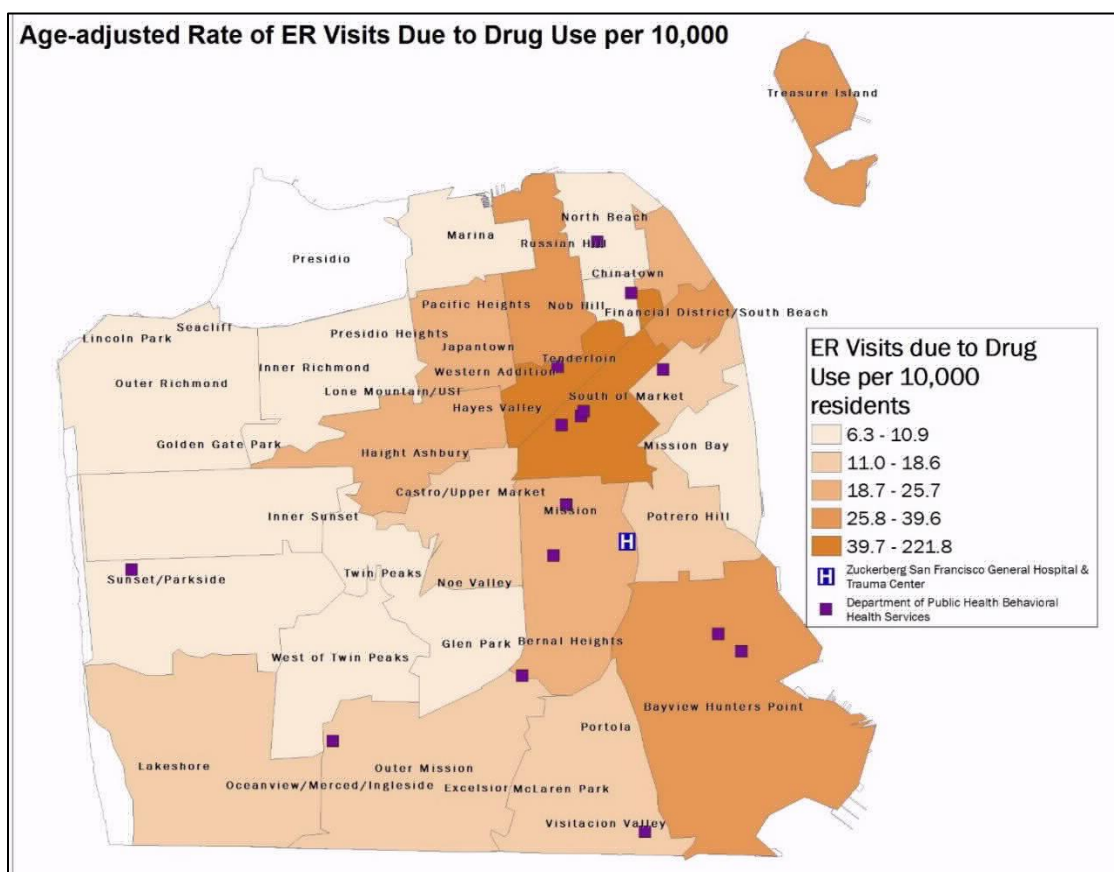 Age-adjusted Rate of ER Visits Due to Drug Use per 10,000
Treasure Island
North Beach
Marina
Russian Hill
Presidio
Chinatown
Pacific Heights
Nob Hill
Financial District/South Beach
Seacliff
Lincoln Park
Presidio Heights
Japantown
Tenderloin
Inner Richmond
Western Addition
Outer Richmond
Lone Mountain/USF
South of Market
Hayes Valley
Golden Gate Park
Mission Bay
Haight Ashbury
Castro/Upper Market
Mission
Potrero Hill
Inner Sunset
H
Twin Peaks
Sunset/Parkside
Noe Valley
Glen Park
Bernal Heights
West of Twin Peaks
Bayview Hunters Point
Portola
Lakeshore
Outer Mission
Oceanview/Merced/Ingleside
Excelsior
McLaren Park
Visitacion Valley
ER Visits due to Drug
Use per 10,000
residents
6.3 - 10.9
11.0 - 18.6
18.7 - 25.7
25.8 - 39.6
39.7 - 221.8
H
Zuckerberg San Francisco General Hospital &
Trauma Center
Department of Public Health Behavioral
Health Services